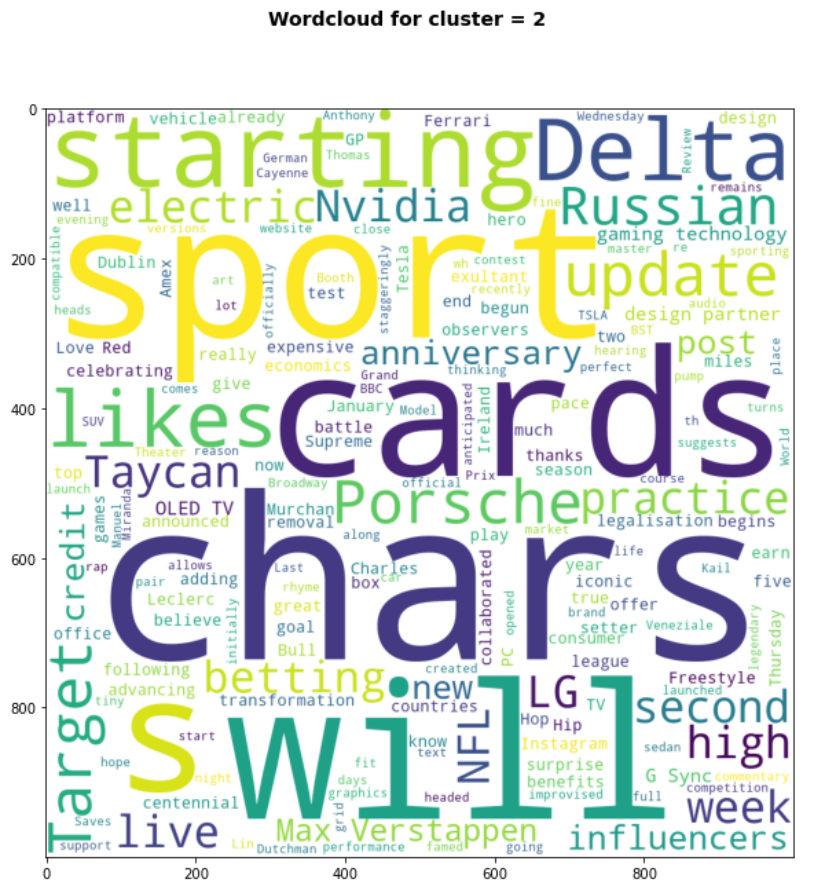 Wordcloud for cluster = 2
0
platform vehicle already Anthony Ferrari Wednesday design
starting Delta
GP Thomas German Cayenne Review remains
well evening electric Nvidia hero fine Russian
versions website close gaming technology
compatible sport master re sporting
200
Dublin Amex art lot officially Booth test staggeringly Tesla wh contest exultant recently update
heads end begun TSLA audio design partner
observers two BST hearing post
Love Red really expensive economics anniversary thinking perfect miles place
celebrating comes give Grand BBC pump
400
likes cards
SUV January Model battle Supreme anticipated Ireland pace much th turns
Theater reason thanks season suggests World
top Taycan now Broadway official Prix course
launch OLED TV Porsche practice
games Manuel Miranda announced Murchan removal along play legalisation begins
600
credit chars
rap allows Last Charles market life earn
pair adding rhyme box car year iconic Kail five
Leclerc initially great collaborated PC opened true brand offer
believe goal setter Veneziale legendary Thursday
office Bull consumer league
Target following betting created new LG Freestyle
advancing tiny transformation countries TV launched second
800
s will
start Hop Hip NFL Instagram sedan high
hope night know text fit surprise G Sync commentary
days graphics benefits competition
centennial headed improvised full week
Saves live grid Max Verstappen influencers
support Lin Dutchman performance famed going
0 200 400 600 800